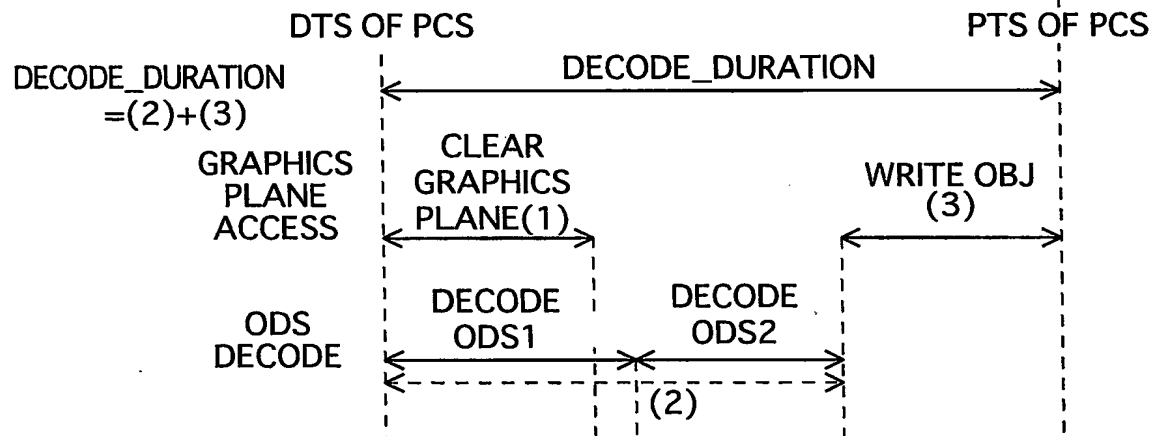 DTS OF PCS
PTS OF PCS
DECODE_DURATION
=(2)+(3)
DECODE_DURATION
GRAPHICS
PLANE
ACCESS
CLEAR
GRAPHICS
PLANE(1)
WRITE OBJ
(3)
ODS
DECODE
DECODE
ODS1
DECODE
ODS2
(2)